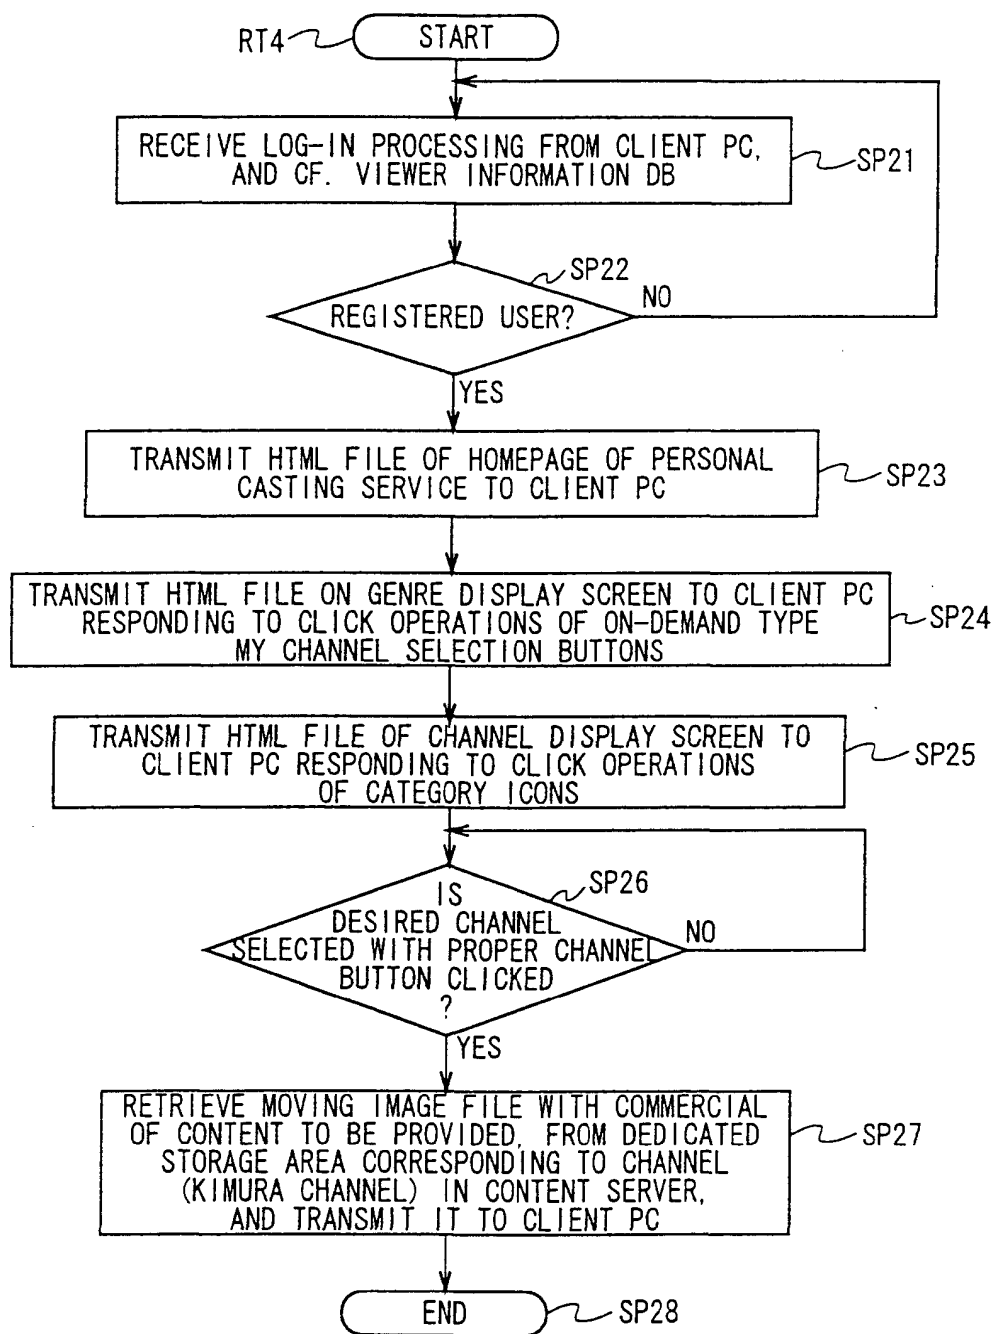 RT4
START
RECEIVE LOG-IN PROCESSING FROM CLIENT PC,
AND CF. VIEWER INFORMATION DB
SP21
SP22
REGISTERED USER?
NO
YES
TRANSMIT HTML FILE OF HOMEPAGE OF PERSONAL
CASTING SERVICE TO CLIENT PC
SP23
TRANSMIT HTML FILE ON GENRE DISPLAY SCREEN TO CLIENT PC
RESPONDING TO CLICK OPERATIONS OF ON-DEMAND TYPE
MY CHANNEL SELECTION BUTTONS
SP24
TRANSMIT HTML FILE OF CHANNEL DISPLAY SCREEN TO
CLIENT PC RESPONDING TO CLICK OPERATIONS
OF CATEGORY ICONS
SP25
SP26
IS
DESIRED CHANNEL
SELECTED WITH PROPER CHANNEL
BUTTON CLICKED
?
NO
YES
RETRIEVE MOVING IMAGE FILE WITH COMMERCIAL
OF CONTENT TO BE PROVIDED, FROM DEDICATED
STORAGE AREA CORRESPONDING TO CHANNEL
(KIMURA CHANNEL) IN CONTENT SERVER,
AND TRANSMIT IT TO CLIENT PC
SP27
END
SP28